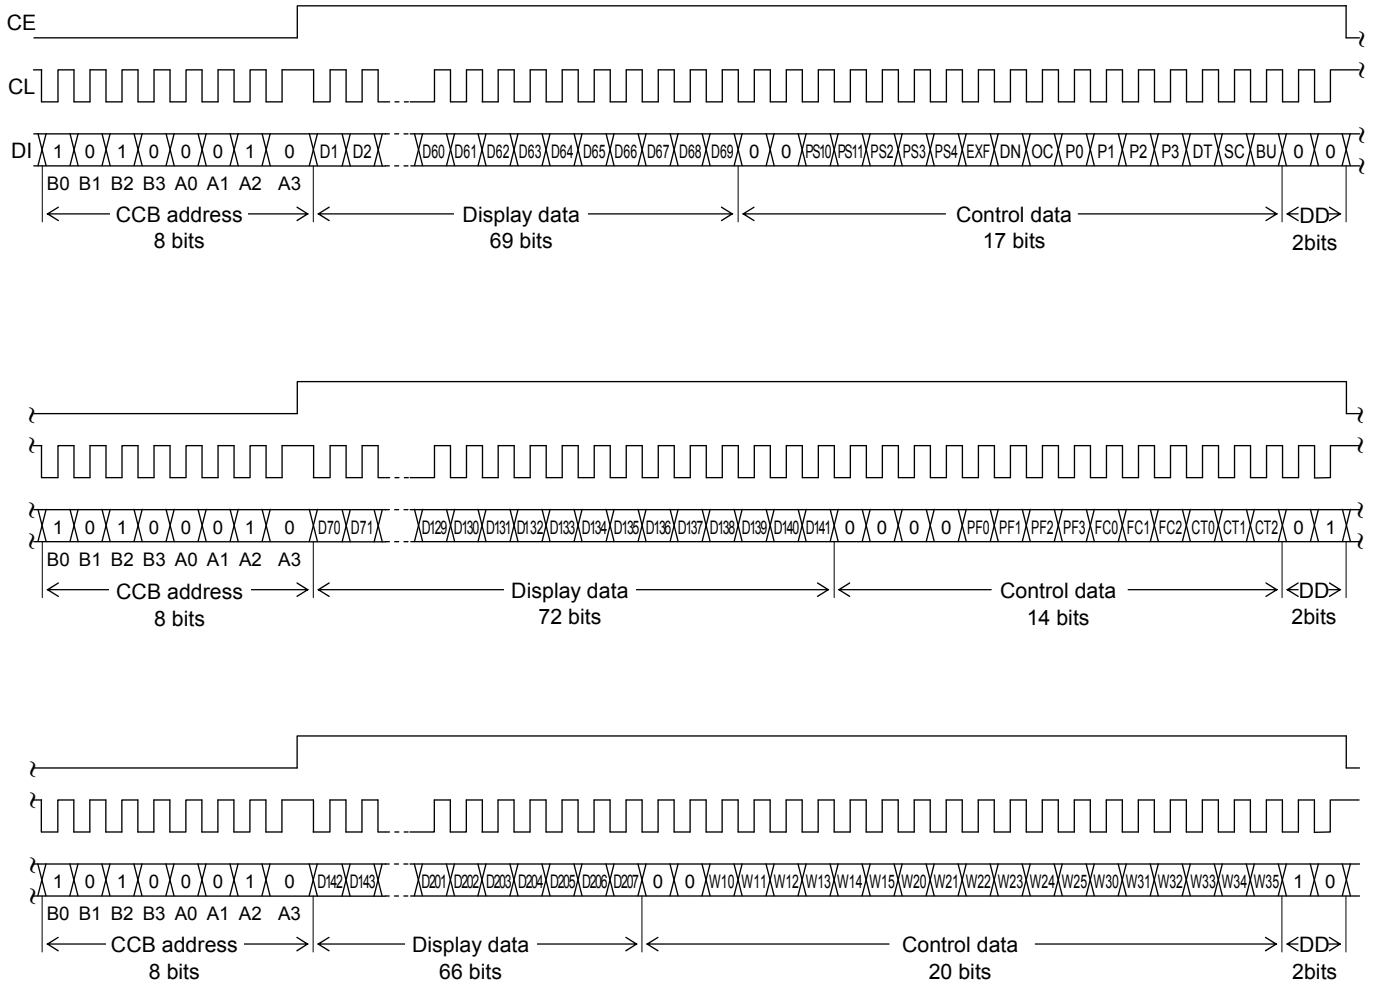 CE
CL
DI 1 0 1 0 0 0 1 0 D1 D2 D60 D61 D62 D63 D64 D65 D66 D67 D68 D69 0 0 PS10 PS11 PS2 PS3 PS4 EXF DN OC P0 P1 P2 P3 DT SC BU 0 0
B0 B1 B2 B3 A0 A1 A2 A3
CCB address Display data Control data DD
8 bits 69 bits 17 bits 2bits
1 0 1 0 0 0 1 0 D70 D71 D129 D130 D131 D132 D133 D134 D135 D136 D137 D138 D139 D140 D141 0 0 0 0 PF0 PF1 PF2 PF3 FC0 FC1 FC2 CT0 CT1 CT2 0 1
B0 B1 B2 B3 A0 A1 A2 A3
CCB address Display data Control data DD
8 bits 72 bits 14 bits 2bits
1 0 1 0 0 0 1 0 D142 D143 D201 D202 D203 D204 D205 D206 D207 0 0 W10 W11 W12 W13 W14 W15 W20 W21 W22 W23 W24 W25 W30 W31 W32 W33 W34 W35 1 0
B0 B1 B2 B3 A0 A1 A2 A3
CCB address Display data Control data DD
8 bits 66 bits 20 bits 2bits